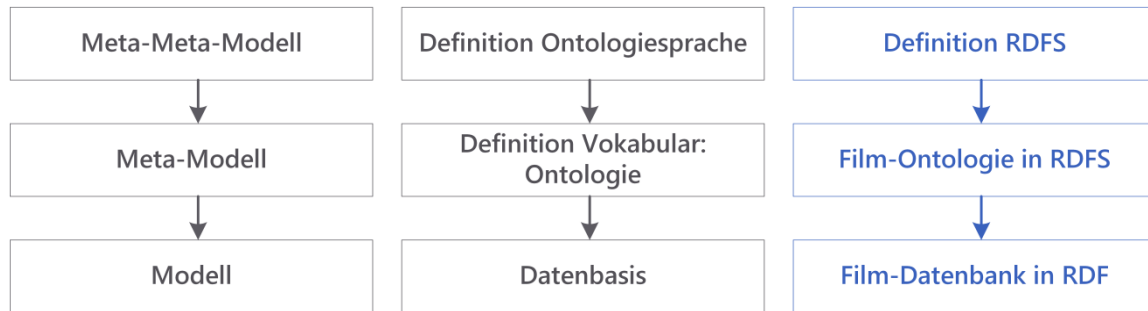 Meta-Meta-Modell
Definition Ontologiesprache
Definition RDFS
Meta-Modell
Definition Vokabular:
Ontologie
Film-Ontologie in RDFS
Modell
Datenbasis
Film-Datenbank in RDF